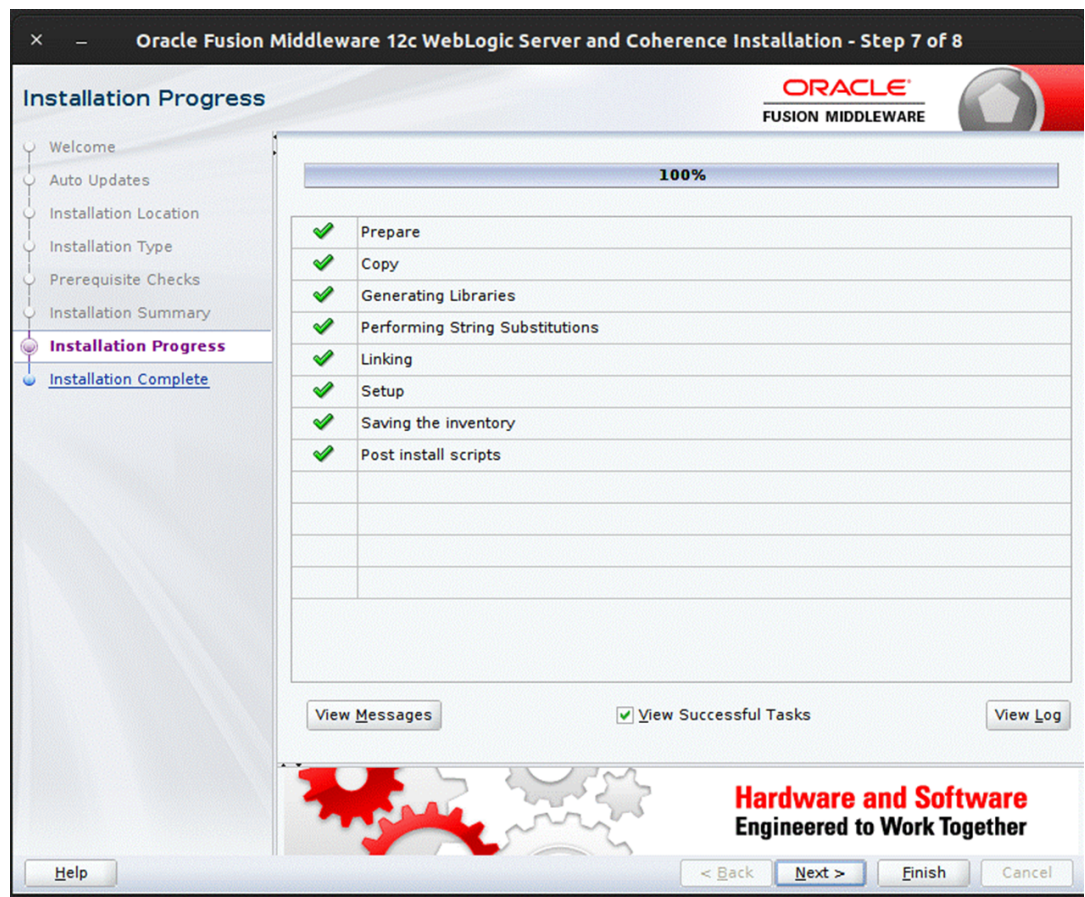 Oracle Fusion Middleware 12c WebLogic Server and Coherence Installation - Step 7 of 8
Installation Progress
ORACLE
FUSION MIDDLEWARE
Welcome
Auto Updates
Installation Location
Installation Type
Prerequisite Checks
Installation Summary
Installation Progress
Installation Complete
100%
Prepare
Copy
Generating Libraries
Performing String Substitutions
Linking
Setup
Saving the inventory
Post install scripts
View Messages
View Successful Tasks
View Log
Hardware and Software
Engineered to Work Together
Help
< Back
Next >
Finish
Cancel